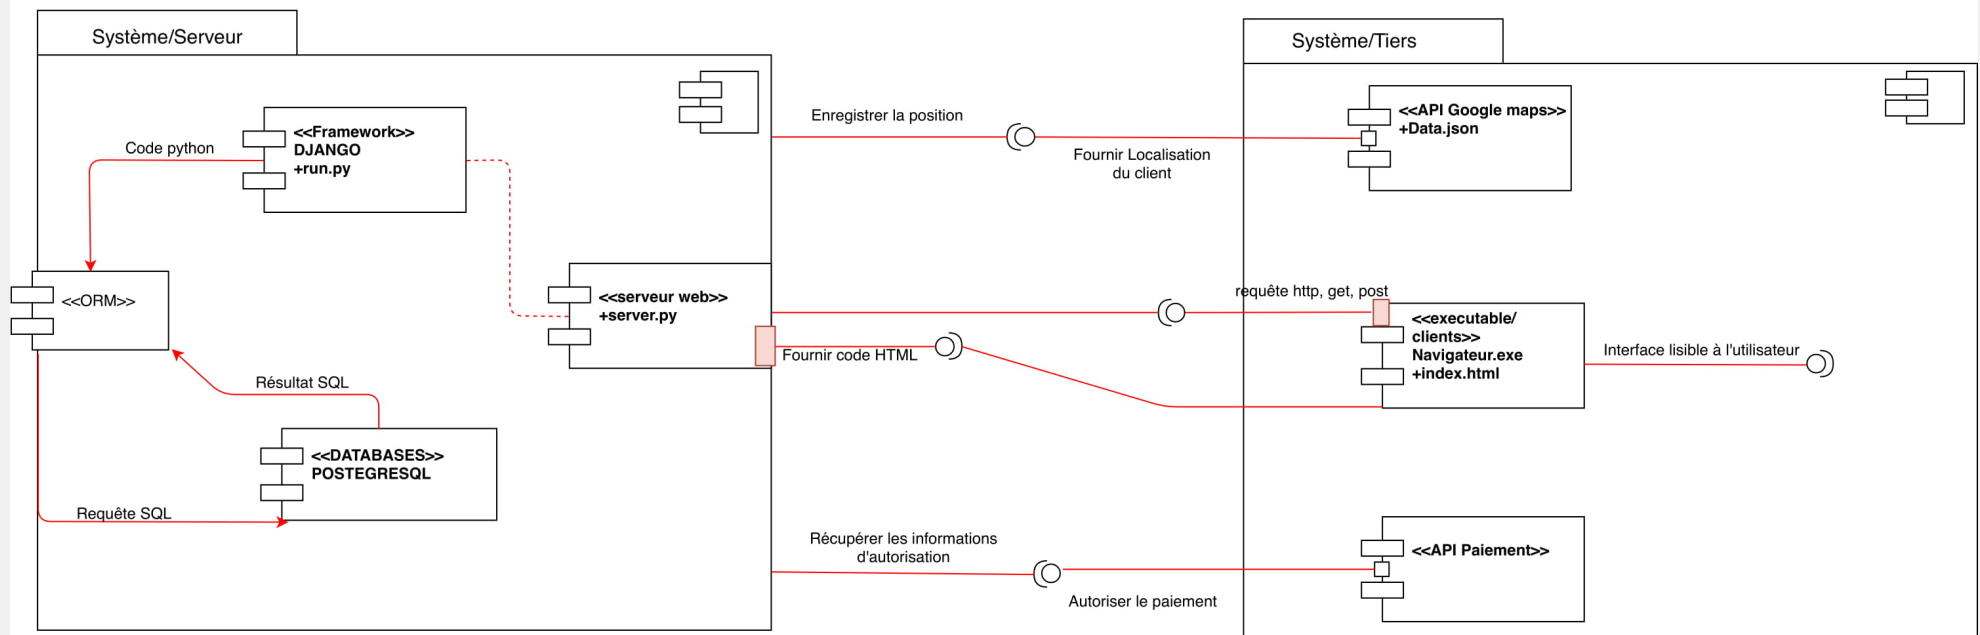 Système/Serveur
<<Framework>>
DJANGO
+run.py
Code python
<<ORM>>
<<serveur web>>
+server.py
Résultat SQL
<<DATABASES>>
POSTEGRESQL
Requête SQL
Enregistrer la position
Fournir Localisation
du client
requête http, get, post
Fournir code HTML
Récupérer les informations
d'autorisation
Autoriser le paiement
Système/Tiers
<<API Google maps>>
+Data.json
<<executable/
clients>>
Navigateur.exe
+index.html
Interface lisible à l'utilisateur
<<API Paiement>>